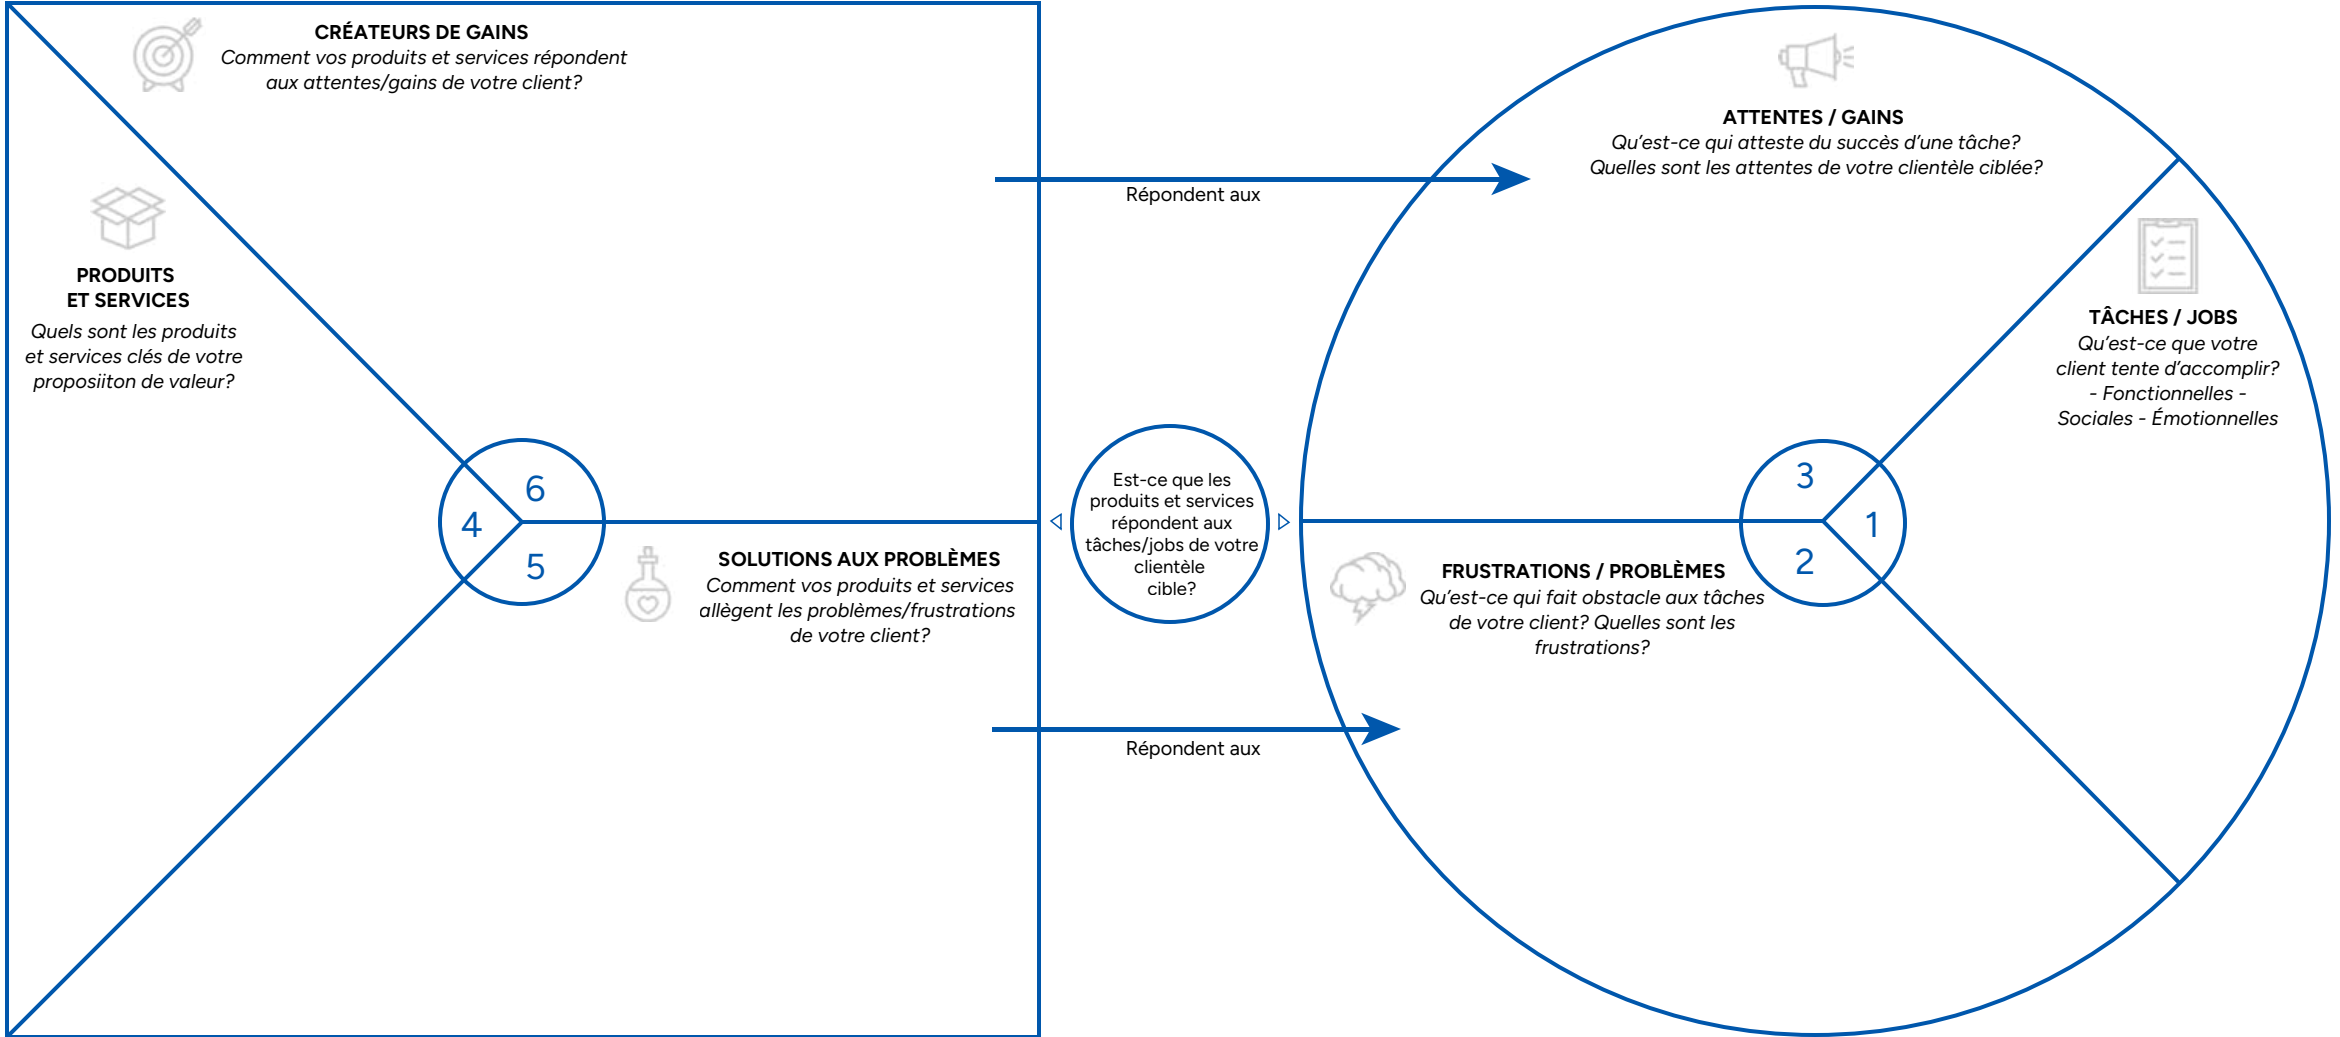 CRÉATEURS DE GAINS
Comment vos produits et services répondent
aux attentes/gains de votre client?
PRODUITS
ET SERVICES
Quels sont les produits
et services clés de votre
proposiiton de valeur?
6
4
5
SOLUTIONS AUX PROBLÈMES
Comment vos produits et services
allègent les problèmes/frustrations
de votre client?
Répondent aux
Est-ce que les
produits et services
répondent aux
tâches/jobs de votre
clientèle
cible?
Répondent aux
ATTENTES / GAINS
Qu’est-ce qui atteste du succès d’une tâche?
Quelles sont les attentes de votre clientèle ciblée?
TÂCHES / JOBS
Qu’est-ce que votre
client tente d’accomplir?
- Fonctionnelles -
Sociales - Émotionnelles
3
1
2
FRUSTRATIONS / PROBLÈMES
Qu’est-ce qui fait obstacle aux tâches
de votre client? Quelles sont les
frustrations?